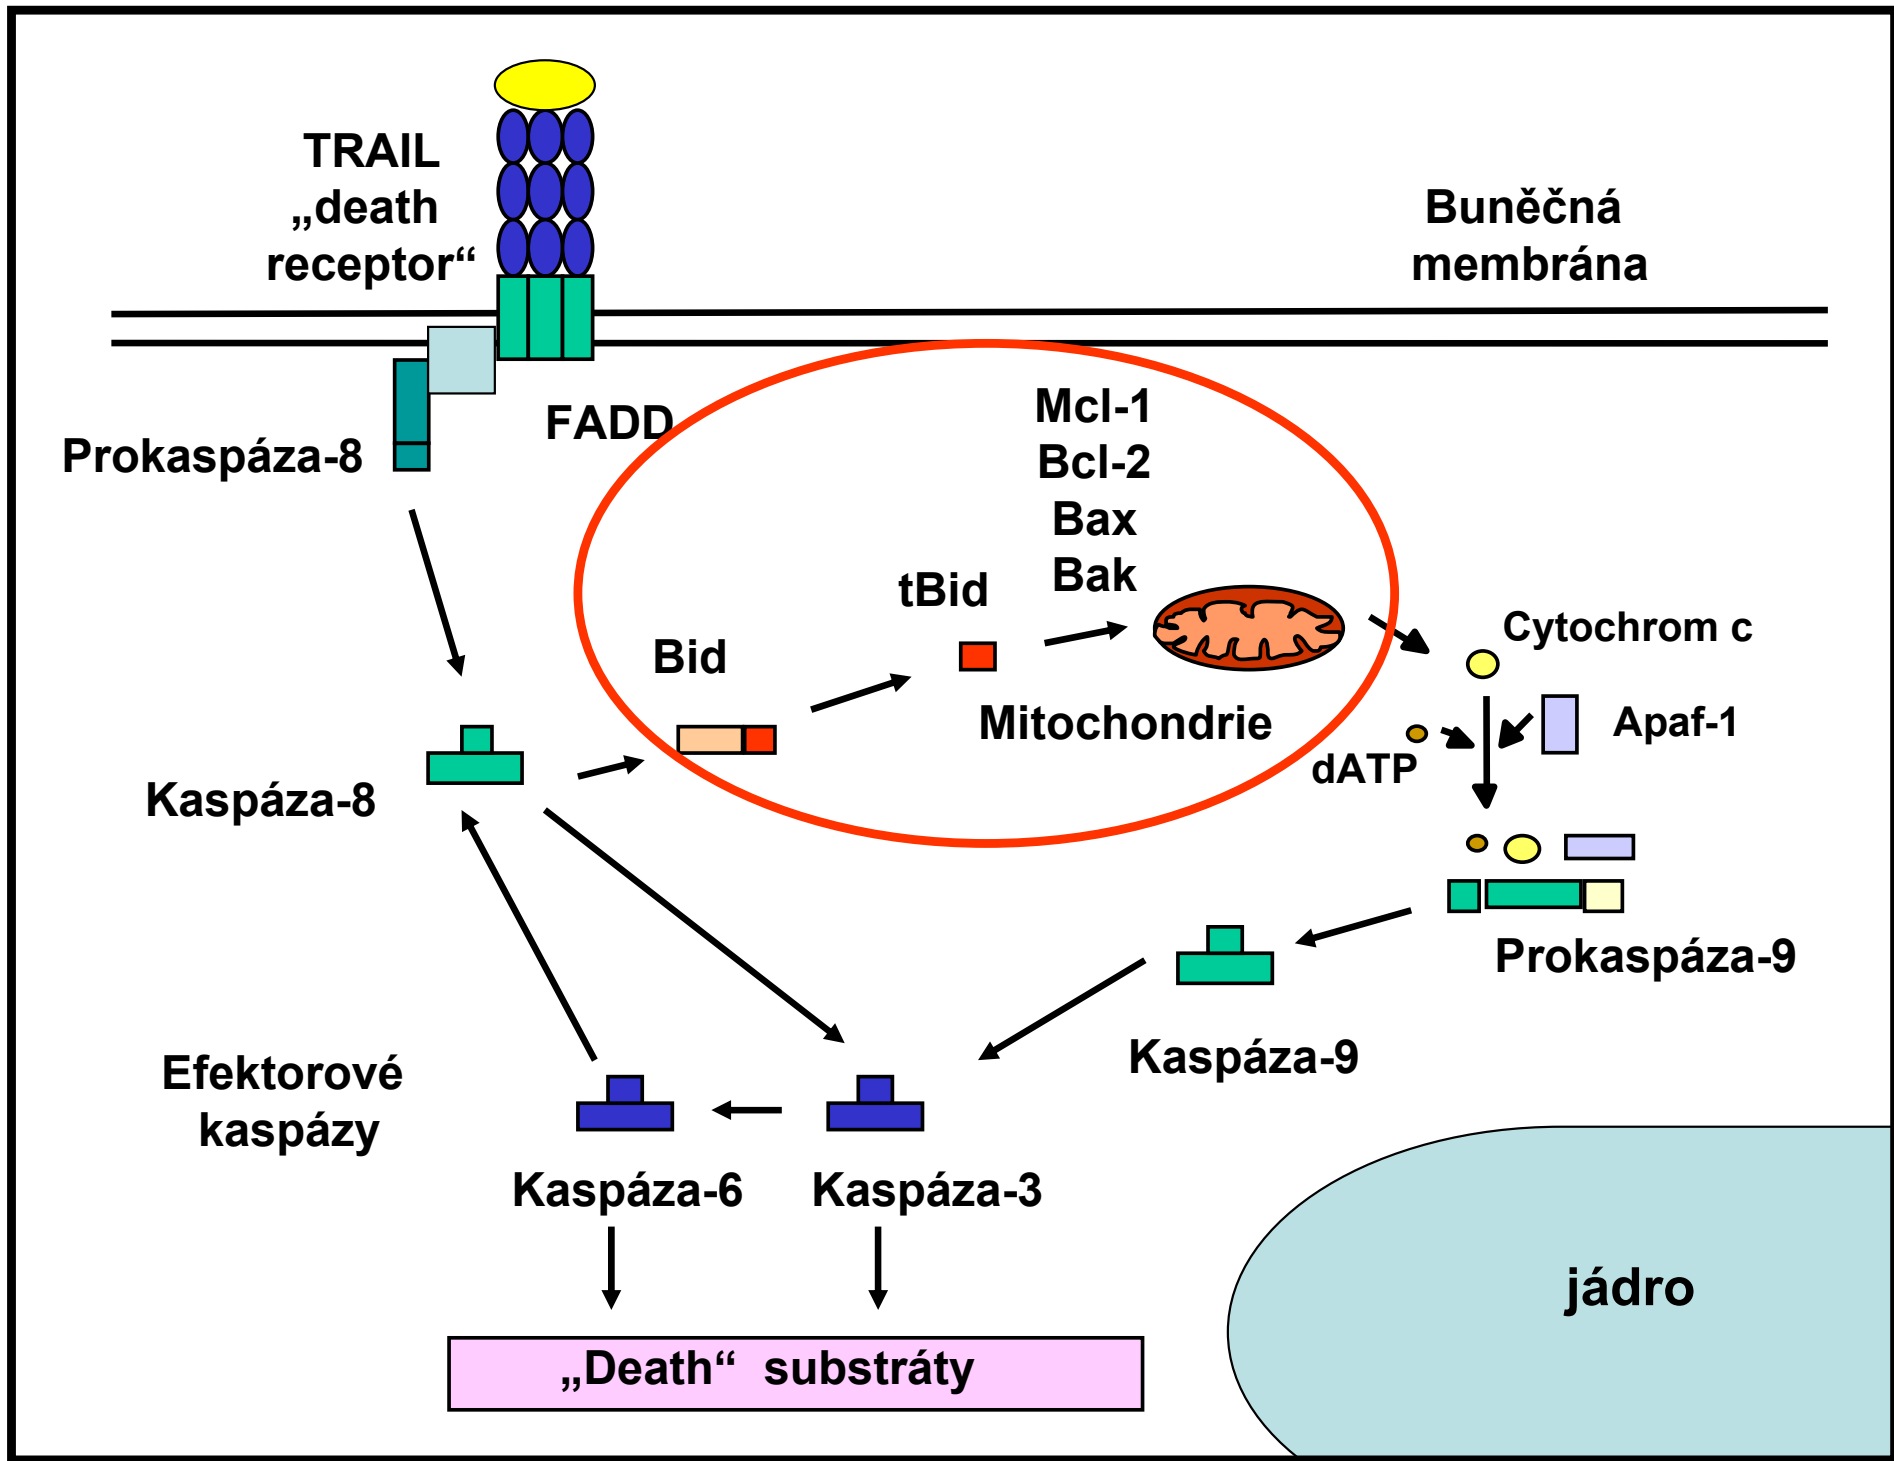 TRAIL
„death
receptor“
Buněčná
membrána
FADD
Prokaspáza-8
Mcl-1
Bcl-2
Bax
Bak
tBid
Bid
Mitochondrie
Cytochrom c
Apaf-1
dATP
Kaspáza-8
Prokaspáza-9
Kaspáza-9
Efektorové
kaspázy
Kaspáza-6
Kaspáza-3
jádro
„Death“ substráty